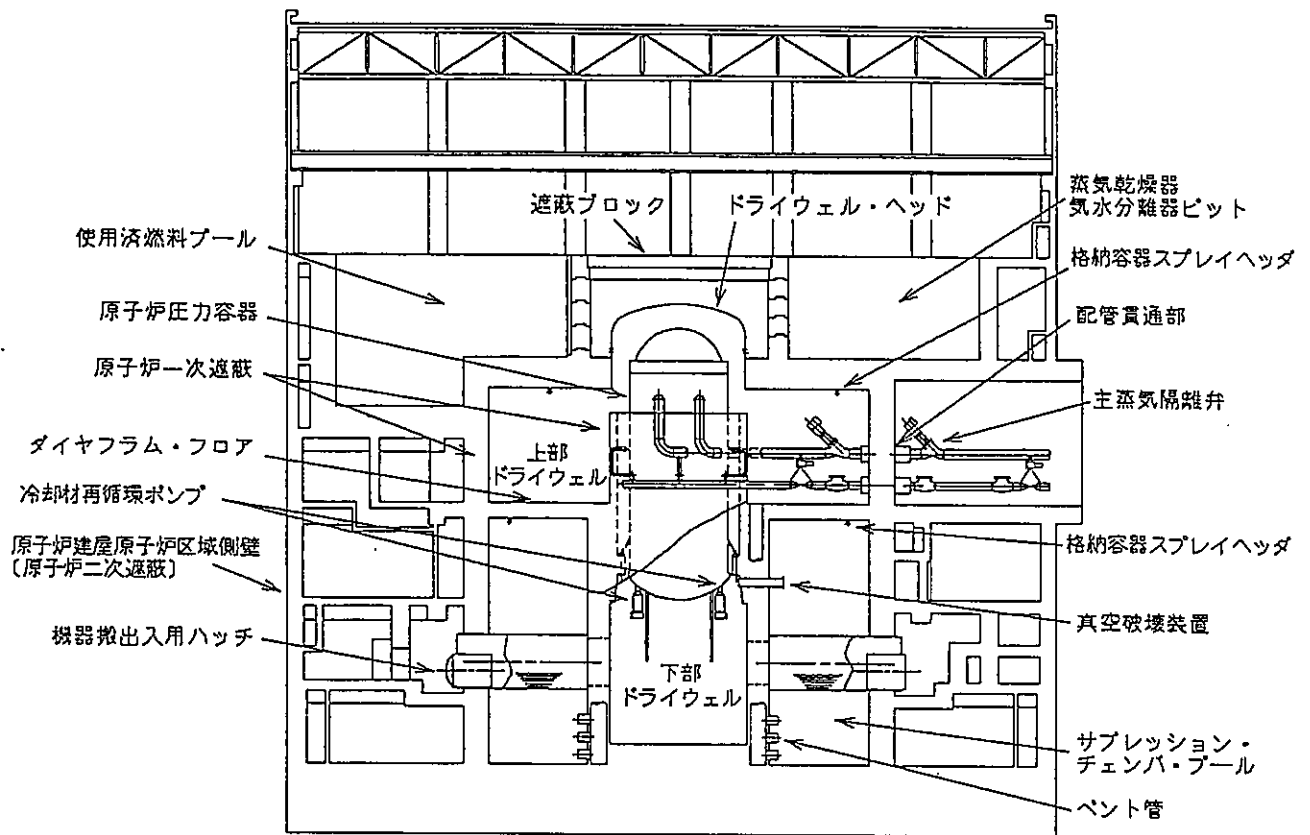 遮蔽ブロック
ドライウェル・ヘッド
蒸気乾燥器
気水分離器ピット
使用済燃料プール
格納容器スプレイヘッダ
原子炉圧力容器
配管貫通部
原子炉一次遮蔽
主蒸気隔離弁
ダイヤフラム・フロア
上部
ドライウェル
冷却材再循環ポンプ
原子炉建屋原子炉区域側壁
〔原子炉二次遮蔽〕
格納容器スプレイヘッダ
真空破壊装置
機器搬出入用ハッチ
下部
ドライウェル
サプレッション・
チェンバ・プール
ベント管